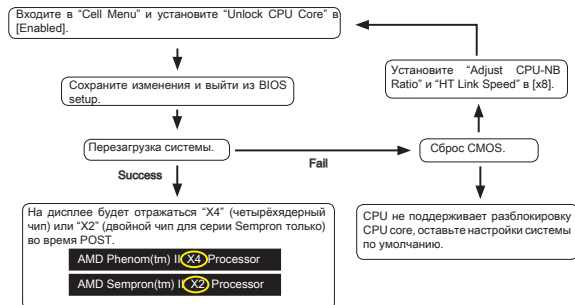 Входите в “Cell Menu” и установите “Unlock CPU Core” в
[Enabled].
Сохраните изменения и выйти из BIOS
setup.
Установите “Adjust CPU-NB
Ratio” и “HT Link Speed” в [x8].
Перезагрузка системы.
Fail
Сброс CMOS.
Success
На дисплее будет отражаться “X4” (четырёхядерный
чип) или “X2” (двойной чип для серии Sempron только)
во время POST.
AMD Phenom(tm) II X4 Processor
AMD Sempron(tm) II X2 Processor
CPU не поддерживает разблокировку
CPU core, оставьте настройки системы
по умолчанию.